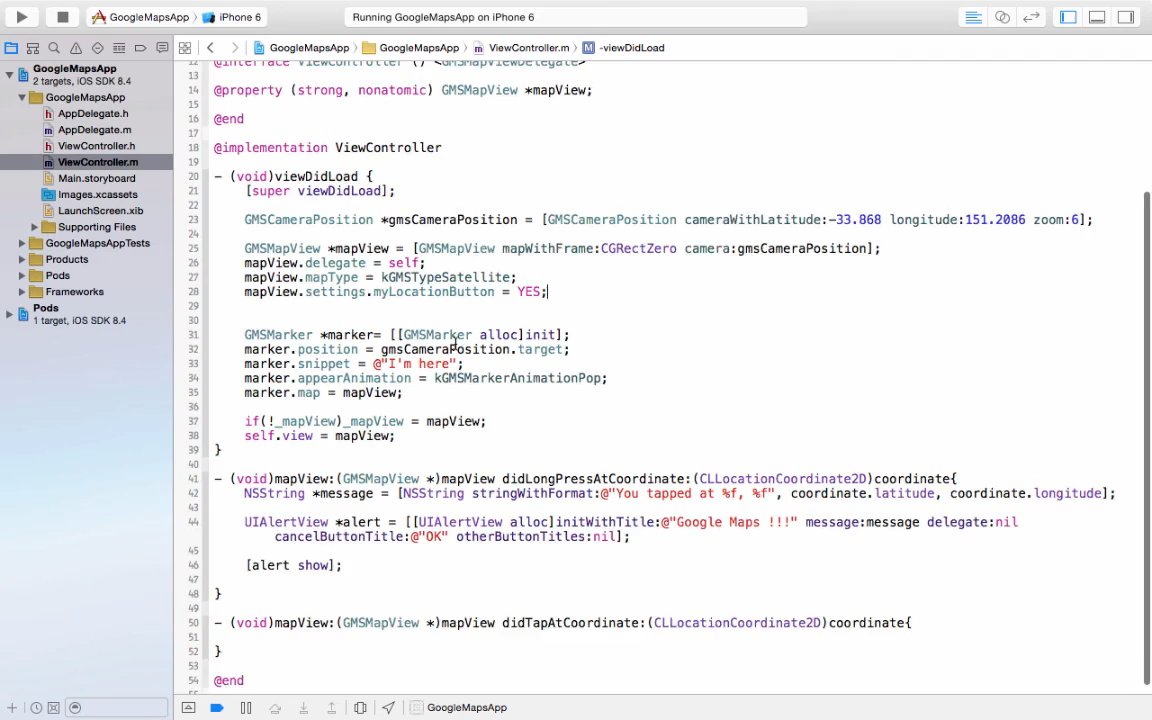 GoogleMapsApp iPhone 6 Running GoogleMapsApp on iPhone 6
GoogleMapsApp GoogleMapsApp ViewController.m -viewDidLoad
GoogleMapsApp
2 targets, iOS SDK 8.4
GoogleMapsApp
AppDelegate.h
AppDelegate.m
ViewController.h
ViewController.m
Main.storyboard
Images.xcassets
LaunchScreen.xib
Supporting Files
GoogleMapsAppTests
Products
Pods
Frameworks
Pods
1 target, iOS SDK 8.4
12 @interface ViewController () <GMSMapViewDelegate>
13
14 @property (strong, nonatomic) GMSMapView *mapView;
15
16 @end
17
18 @implementation ViewController
19
20 - (void)viewDidLoad {
21 [super viewDidLoad];
22
23 GMSCameraPosition *gmsCameraPosition = [GMSCameraPosition cameraWithLatitude:-33.868 longitude:151.2086 zoom:6];
24
25 GMSMapView *mapView = [GMSMapView mapWithFrame:CGRectZero camera:gmsCameraPosition];
26 mapView.delegate = self;
27 mapView.mapType = kGMSTypeSatellite;
28 mapView.settings.myLocationButton = YES;
29
30
31 GMSMarker *marker= [[GMSMarker alloc]init];
32 marker.position = gmsCameraPosition.target;
33 marker.snippet = @"I'm here";
34 marker.appearAnimation = kGMSMarkerAnimationPop;
35 marker.map = mapView;
36
37 if(!_mapView)_mapView = mapView;
38 self.view = mapView;
39 }
40
41 - (void)mapView:(GMSMapView *)mapView didLongPressAtCoordinate:(CLLocationCoordinate2D)coordinate{
42 NSString *message = [NSString stringWithFormat:@"You tapped at %f, %f", coordinate.latitude, coordinate.longitude];
43
44 UIAlertView *alert = [[UIAlertView alloc]initWithTitle:@"Google Maps !!!" message:message delegate:nil
cancelButtonTitle:@"OK" otherButtonTitles:nil];
45
46 [alert show];
47
48 }
49
50 - (void)mapView:(GMSMapView *)mapView didTapAtCoordinate:(CLLocationCoordinate2D)coordinate{
51
52 }
53
54 @end
GoogleMapsApp